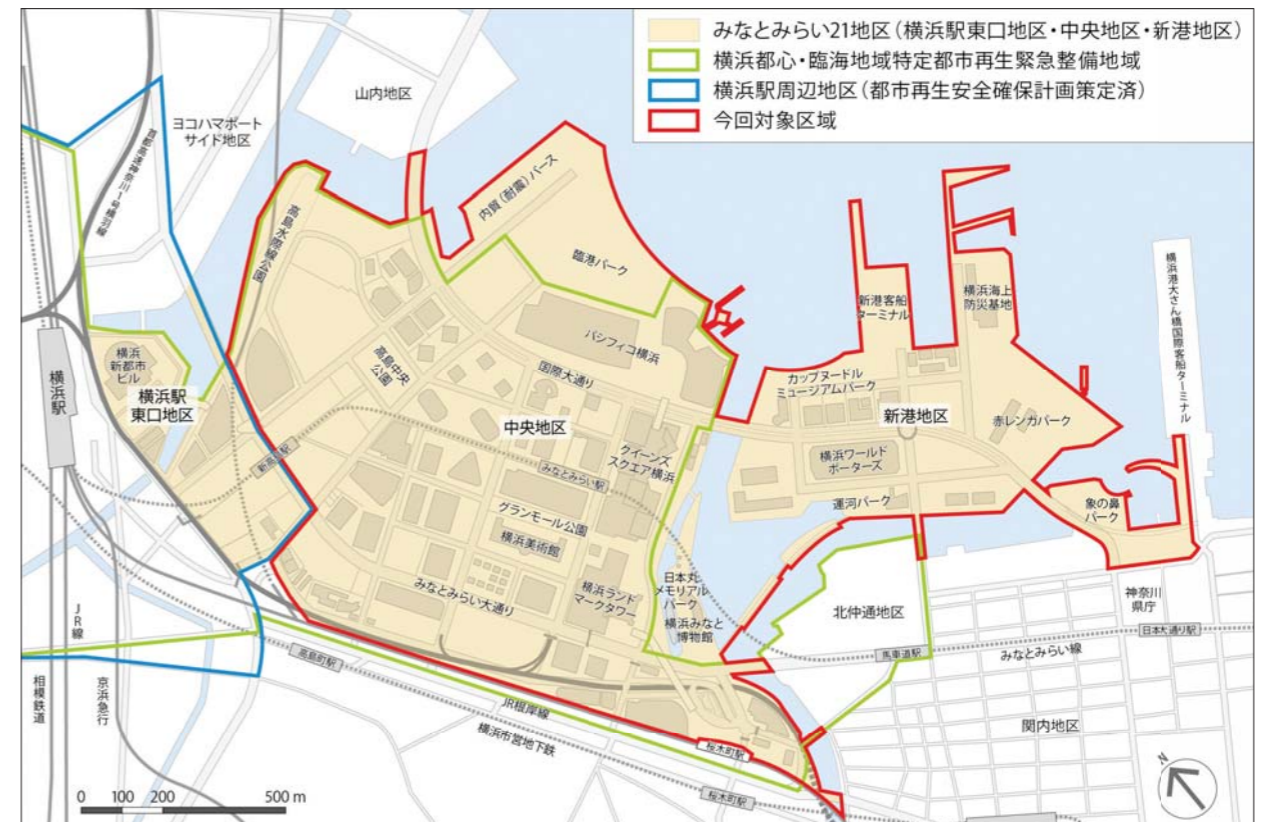 みなとみらい21地区（横浜駅東口地区・中央地区・新港地区）
横浜都心・臨海地域特定都市再生緊急整備地域
横浜駅周辺地区（都市再生安全確保計画策定済）
今回対象区域
山内地区
ヨコハマポート
サイド地区
首都高速神奈川1号横羽線
高島水際線公園
内貿（耐震）バース
臨港パーク
パシフィコ横浜
国際大通り
高島中央
公園
横浜
新都市
ビル
横浜駅
東口地区
横浜駅
新高島駅
中央地区
みなとみらい駅
クイーンズ
スクエア横浜
グランモール公園
横浜美術館
みなとみらい大通り
横浜ランド
マークタワー
日本丸
メモリアル
パーク
横浜みなと
博物館
新港客船
ターミナル
横浜海上
防災基地
カップヌードル
ミュージアムパーク
新港地区
赤レンガパーク
横浜ワールド
ポーターズ
運河パーク
象の鼻
パーク
横浜港大さん橋国際客船ターミナル
北仲通地区
神奈川
県庁
日本大通り駅
馬車道駅
みなとみらい線
関内地区
JR線
相模鉄道
京浜急行
高島町駅
JR根岸線
横浜市営地下鉄
桜木町駅
桜木町駅
0 100 200 500 m
N